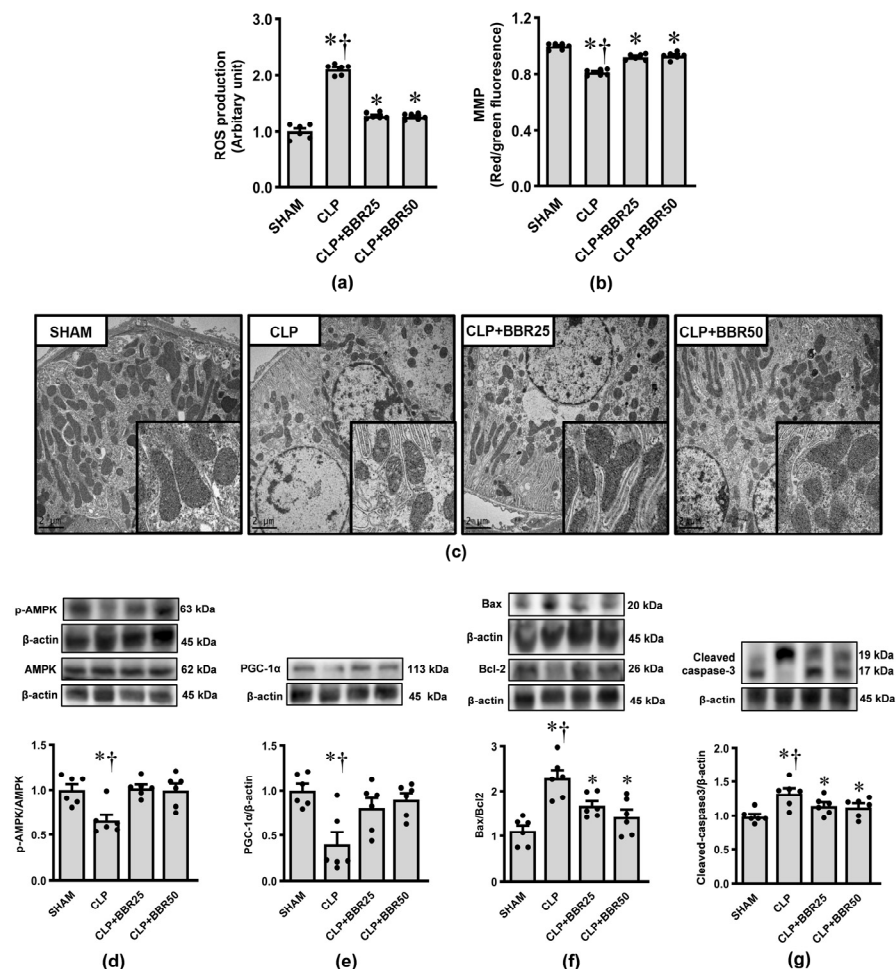 ROS production
(Arbitary unit)
3.0
2.0
1.0
0.0
*†
*
*
SHAM
CLP
CLP+BBR25
CLP+BBR50
(a)
MMP
(Red/green fluoresence)
1.2
0.8
0.4
0.0
*†
*
*
SHAM
CLP
CLP+BBR25
CLP+BBR50
(b)
SHAM
2 μm
CLP
2 μm
CLP+BBR25
2 μm
CLP+BBR50
2 μm
(c)
p-AMPK
63 kDa
β-actin
45 kDa
AMPK
62 kDa
β-actin
45 kDa
p-AMPK/AMPK
1.5
1.0
0.5
0.0
*†
SHAM
CLP
CLP+BBR25
CLP+BBR50
(d)
PGC-1α
113 kDa
β-actin
45 kDa
PGC-1α/β-actin
1.5
1.0
0.5
0.0
*†
SHAM
CLP
CLP+BBR25
CLP+BBR50
(e)
Bax
20 kDa
β-actin
45 kDa
Bcl-2
26 kDa
β-actin
45 kDa
Bax/Bcl2
3
2
1
0
*†
*
*
SHAM
CLP
CLP+BBR25
CLP+BBR50
(f)
Cleaved
caspase-3
19 kDa
17 kDa
β-actin
45 kDa
Cleaved-caspase3/β-actin
2.0
1.5
1.0
0.5
0.0
*†
*
*
SHAM
CLP
CLP+BBR25
CLP+BBR50
(g)